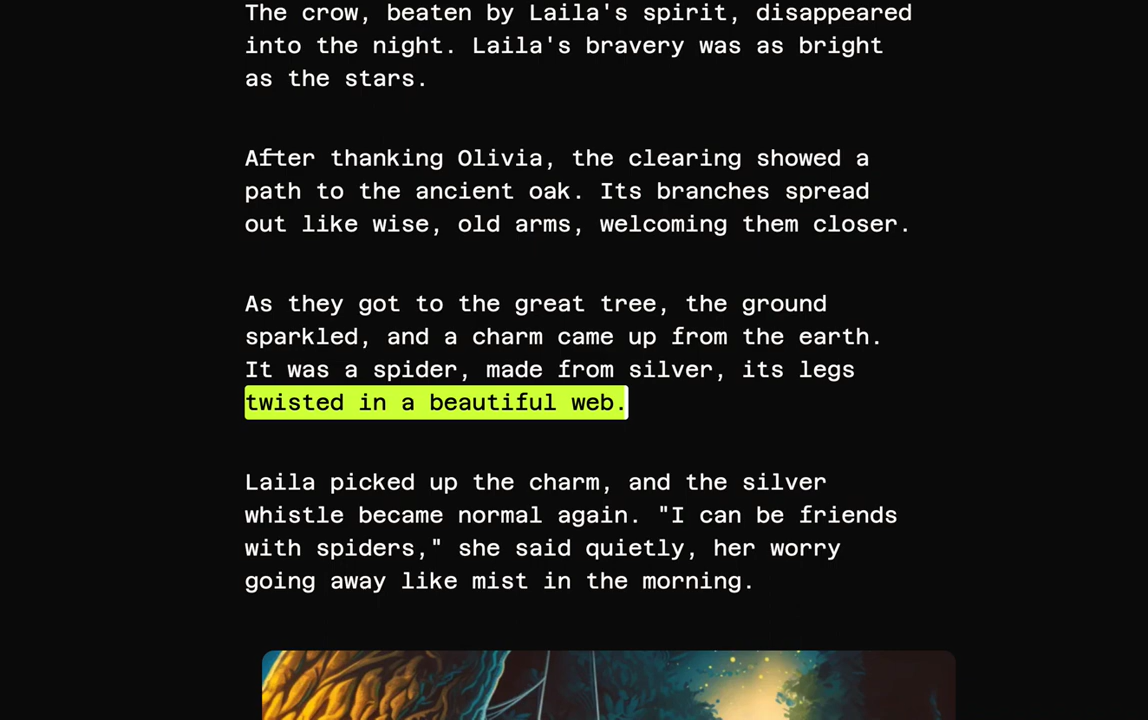 The crow, beaten by Laila's spirit, disappeared
into the night. Laila's bravery was as bright
as the stars.
After thanking Olivia, the clearing showed a
path to the ancient oak. Its branches spread
out like wise, old arms, welcoming them closer.
As they got to the great tree, the ground
sparkled, and a charm came up from the earth.
It was a spider, made from silver, its legs
twisted in a beautiful web.
Laila picked up the charm, and the silver
whistle became normal again. "I can be friends
with spiders," she said quietly, her worry
going away like mist in the morning.